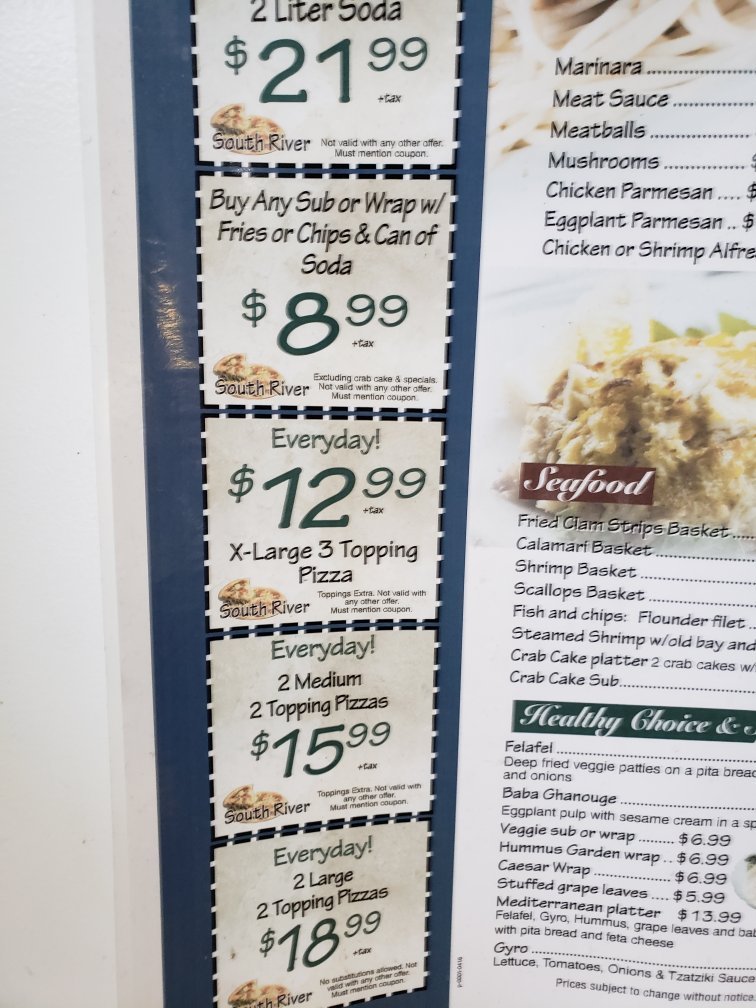 2 Liter Soda
$21.99
+tax
South River
Not valid with any other offer.
Must mention coupon.
Buy Any Sub or Wrap w/
Fries or Chips & Can of
Soda
$8.99
+tax
South River
Excluding crab cake & specials.
Not valid with any other offer.
Must mention coupon.
Everyday!
$12.99
+tax
X-Large 3 Topping
Pizza
South River
Toppings Extra. Not valid with
any other offer.
Must mention coupon.
Everyday!
2 Medium
2 Topping Pizzas
$15.99
+tax
South River
Toppings Extra. Not valid with
any other offer.
Must mention coupon.
Everyday!
2 Large
2 Topping Pizzas
$18.99
+tax
South River
No substitutions allowed. Not
valid with any other offer.
Must mention coupon.
Marinara
Meat Sauce
Meatballs
Mushrooms ........... $
Chicken Parmesan .... $
Eggplant Parmesan .. $
Chicken or Shrimp Alfre
Seafood
Fried Clam Strips Basket
Calamari Basket
Shrimp Basket
Scallops Basket
Fish and chips: Flounder filet
Steamed Shrimp w/old bay and
Crab Cake platter 2 crab cakes w/
Crab Cake Sub
Healthy Choice &
Felafel
Deep fried veggie patties on a pita bread
and onions
Baba Ghanouge
Eggplant pulp with sesame cream in a sp
Veggie sub or wrap ......... $6.99
Hummus Garden wrap .. $6.99
Caesar Wrap ................. $6.99
Stuffed grape leaves .... $5.99
Mediterranean platter $13.99
Felafel, Gyro, Hummus, grape leaves and bab
with pita bread and feta cheese
Gyro
Lettuce, Tomatoes, Onions & Tzatziki Sauce
Prices subject to change without notic